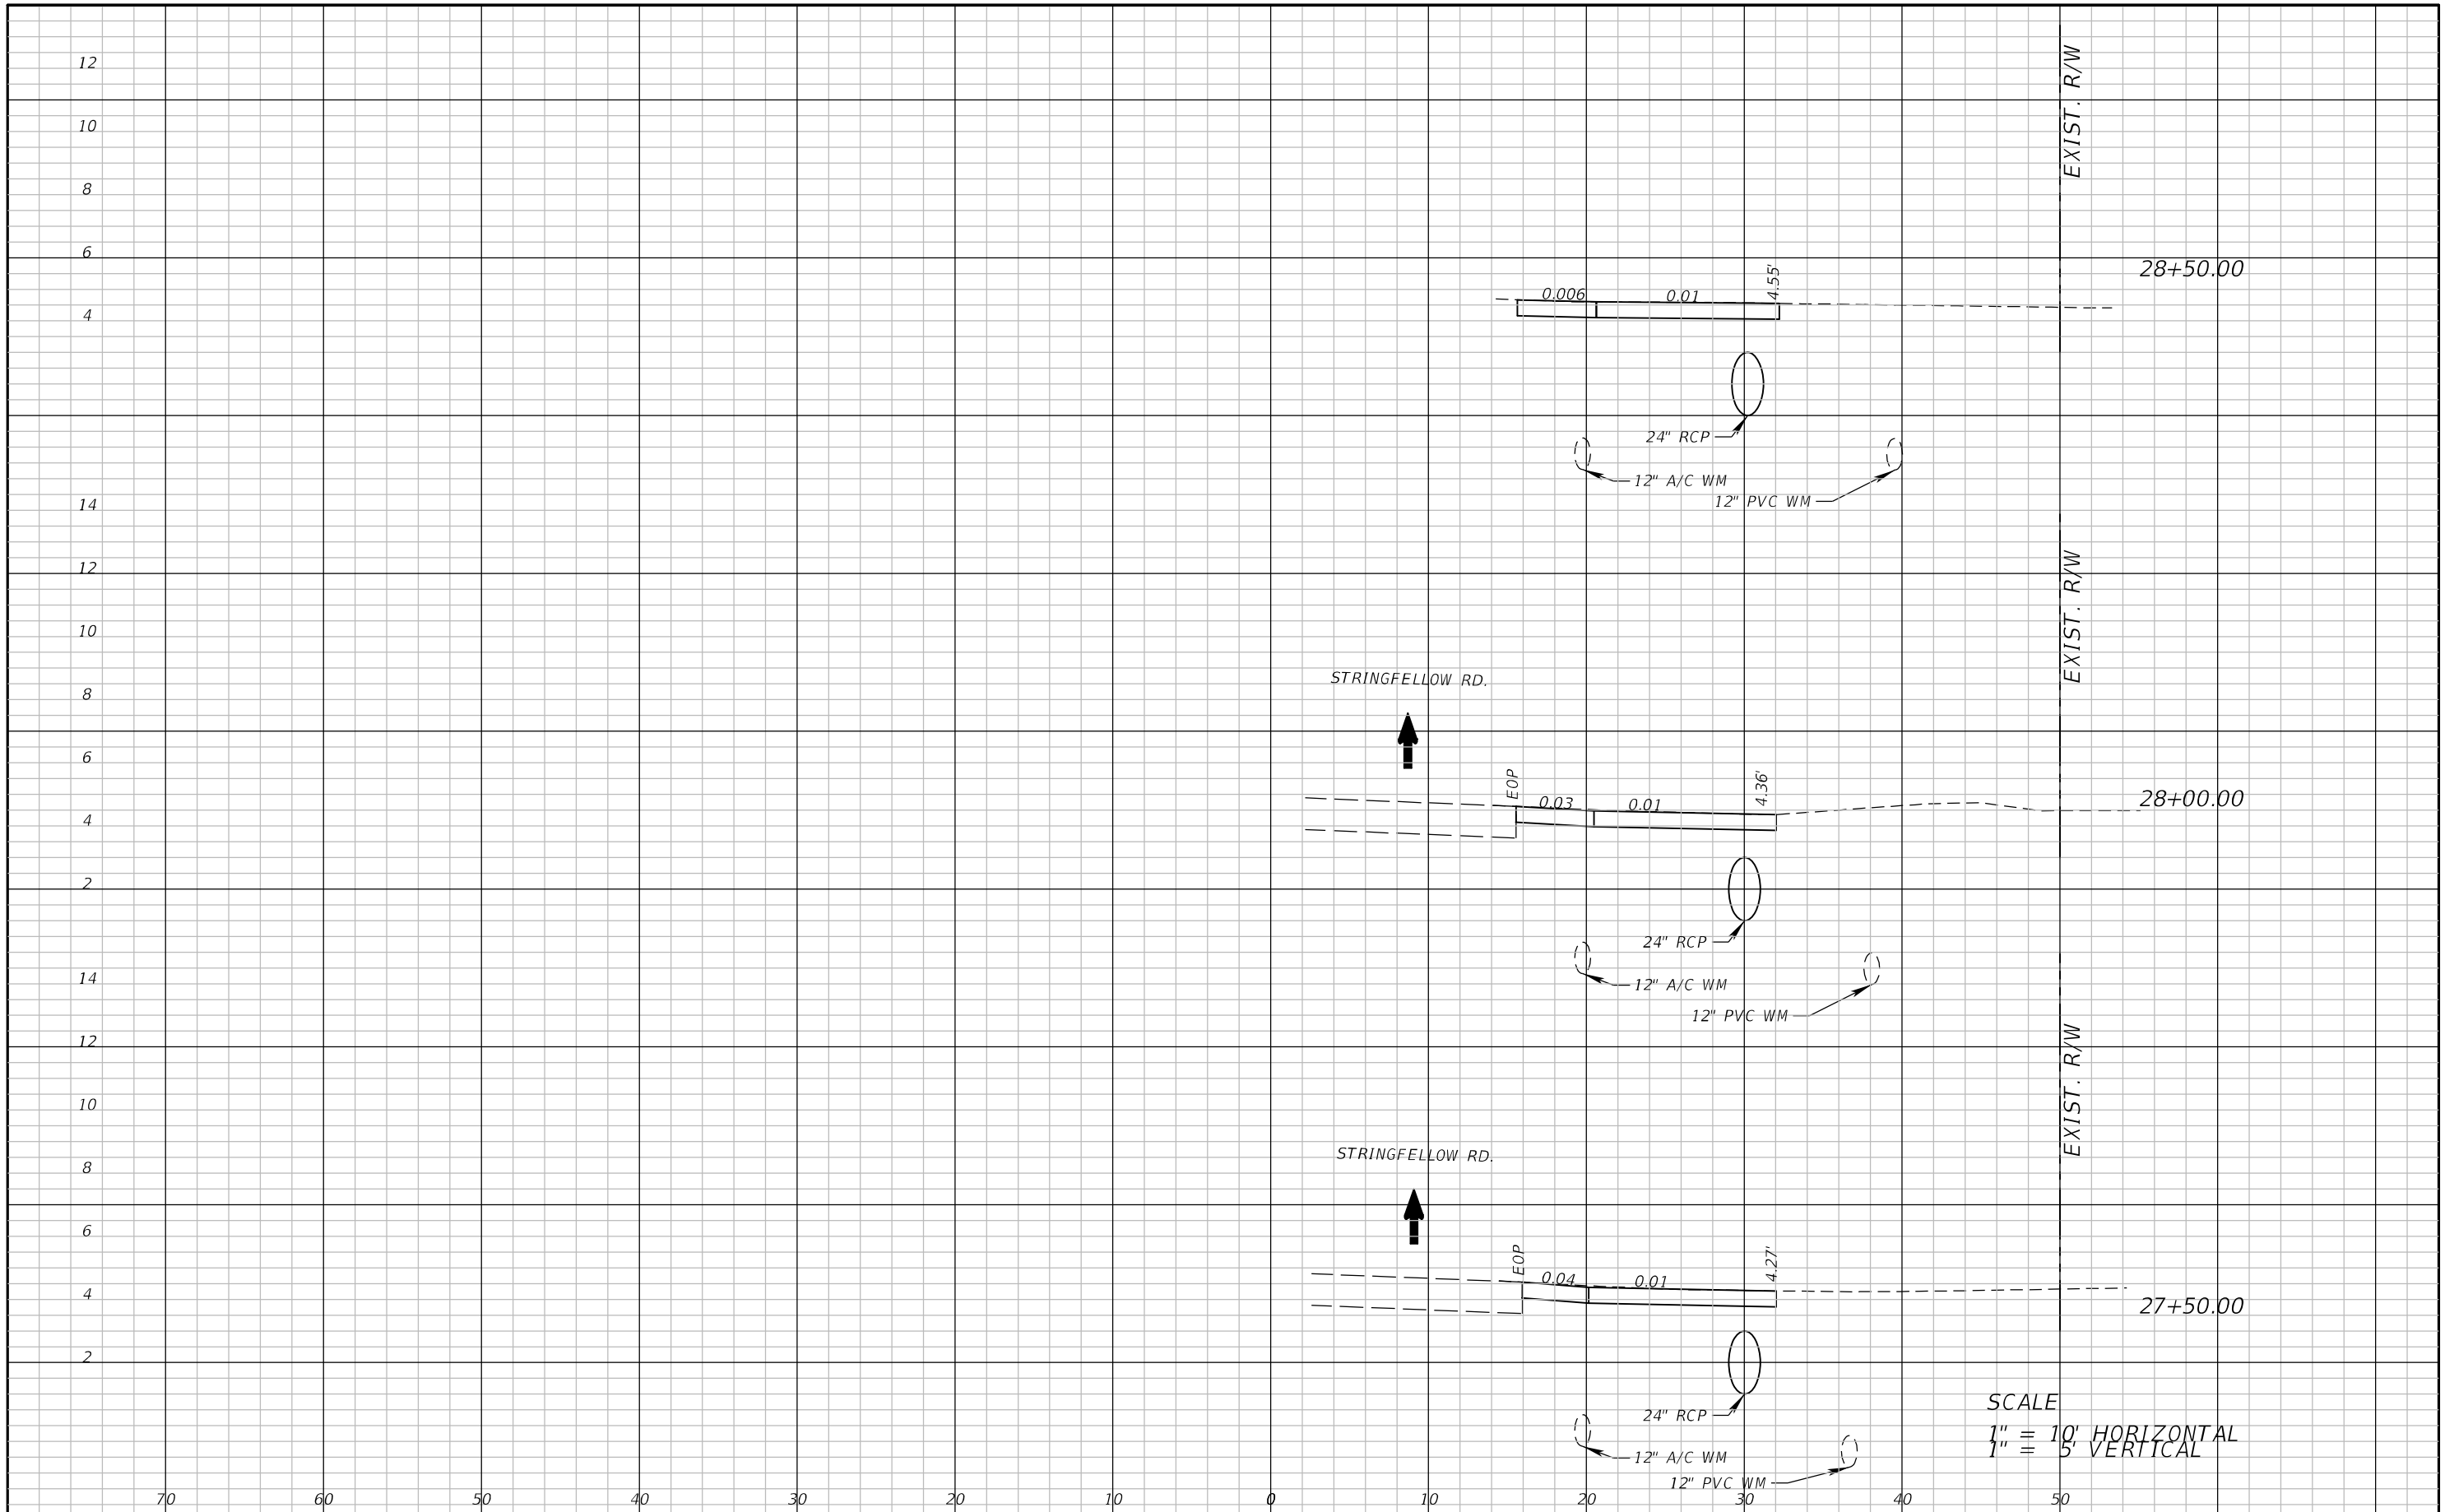 12
EXIST. R/W
10
8
6
28+50.00
4.55'
0.006
0.01
4
24" RCP
12" A/C WM
12" PVC WM
14
12
EXIST. R/W
10
8
STRINGFELLOW RD.
6
EOP
4.36'
28+00.00
0.03
0.01
4
2
24" RCP
14
12" A/C WM
12" PVC WM
12
EXIST. R/W
10
8
STRINGFELLOW RD.
6
EOP
4.27'
0.04
0.01
4
27+50.00
2
SCALE
24" RCP
1" = 10' HORIZONTAL
1" = 5' VERTICAL
12" A/C WM
12" PVC WM
70 60 50 40 30 20 10 0 10 20 30 40 50